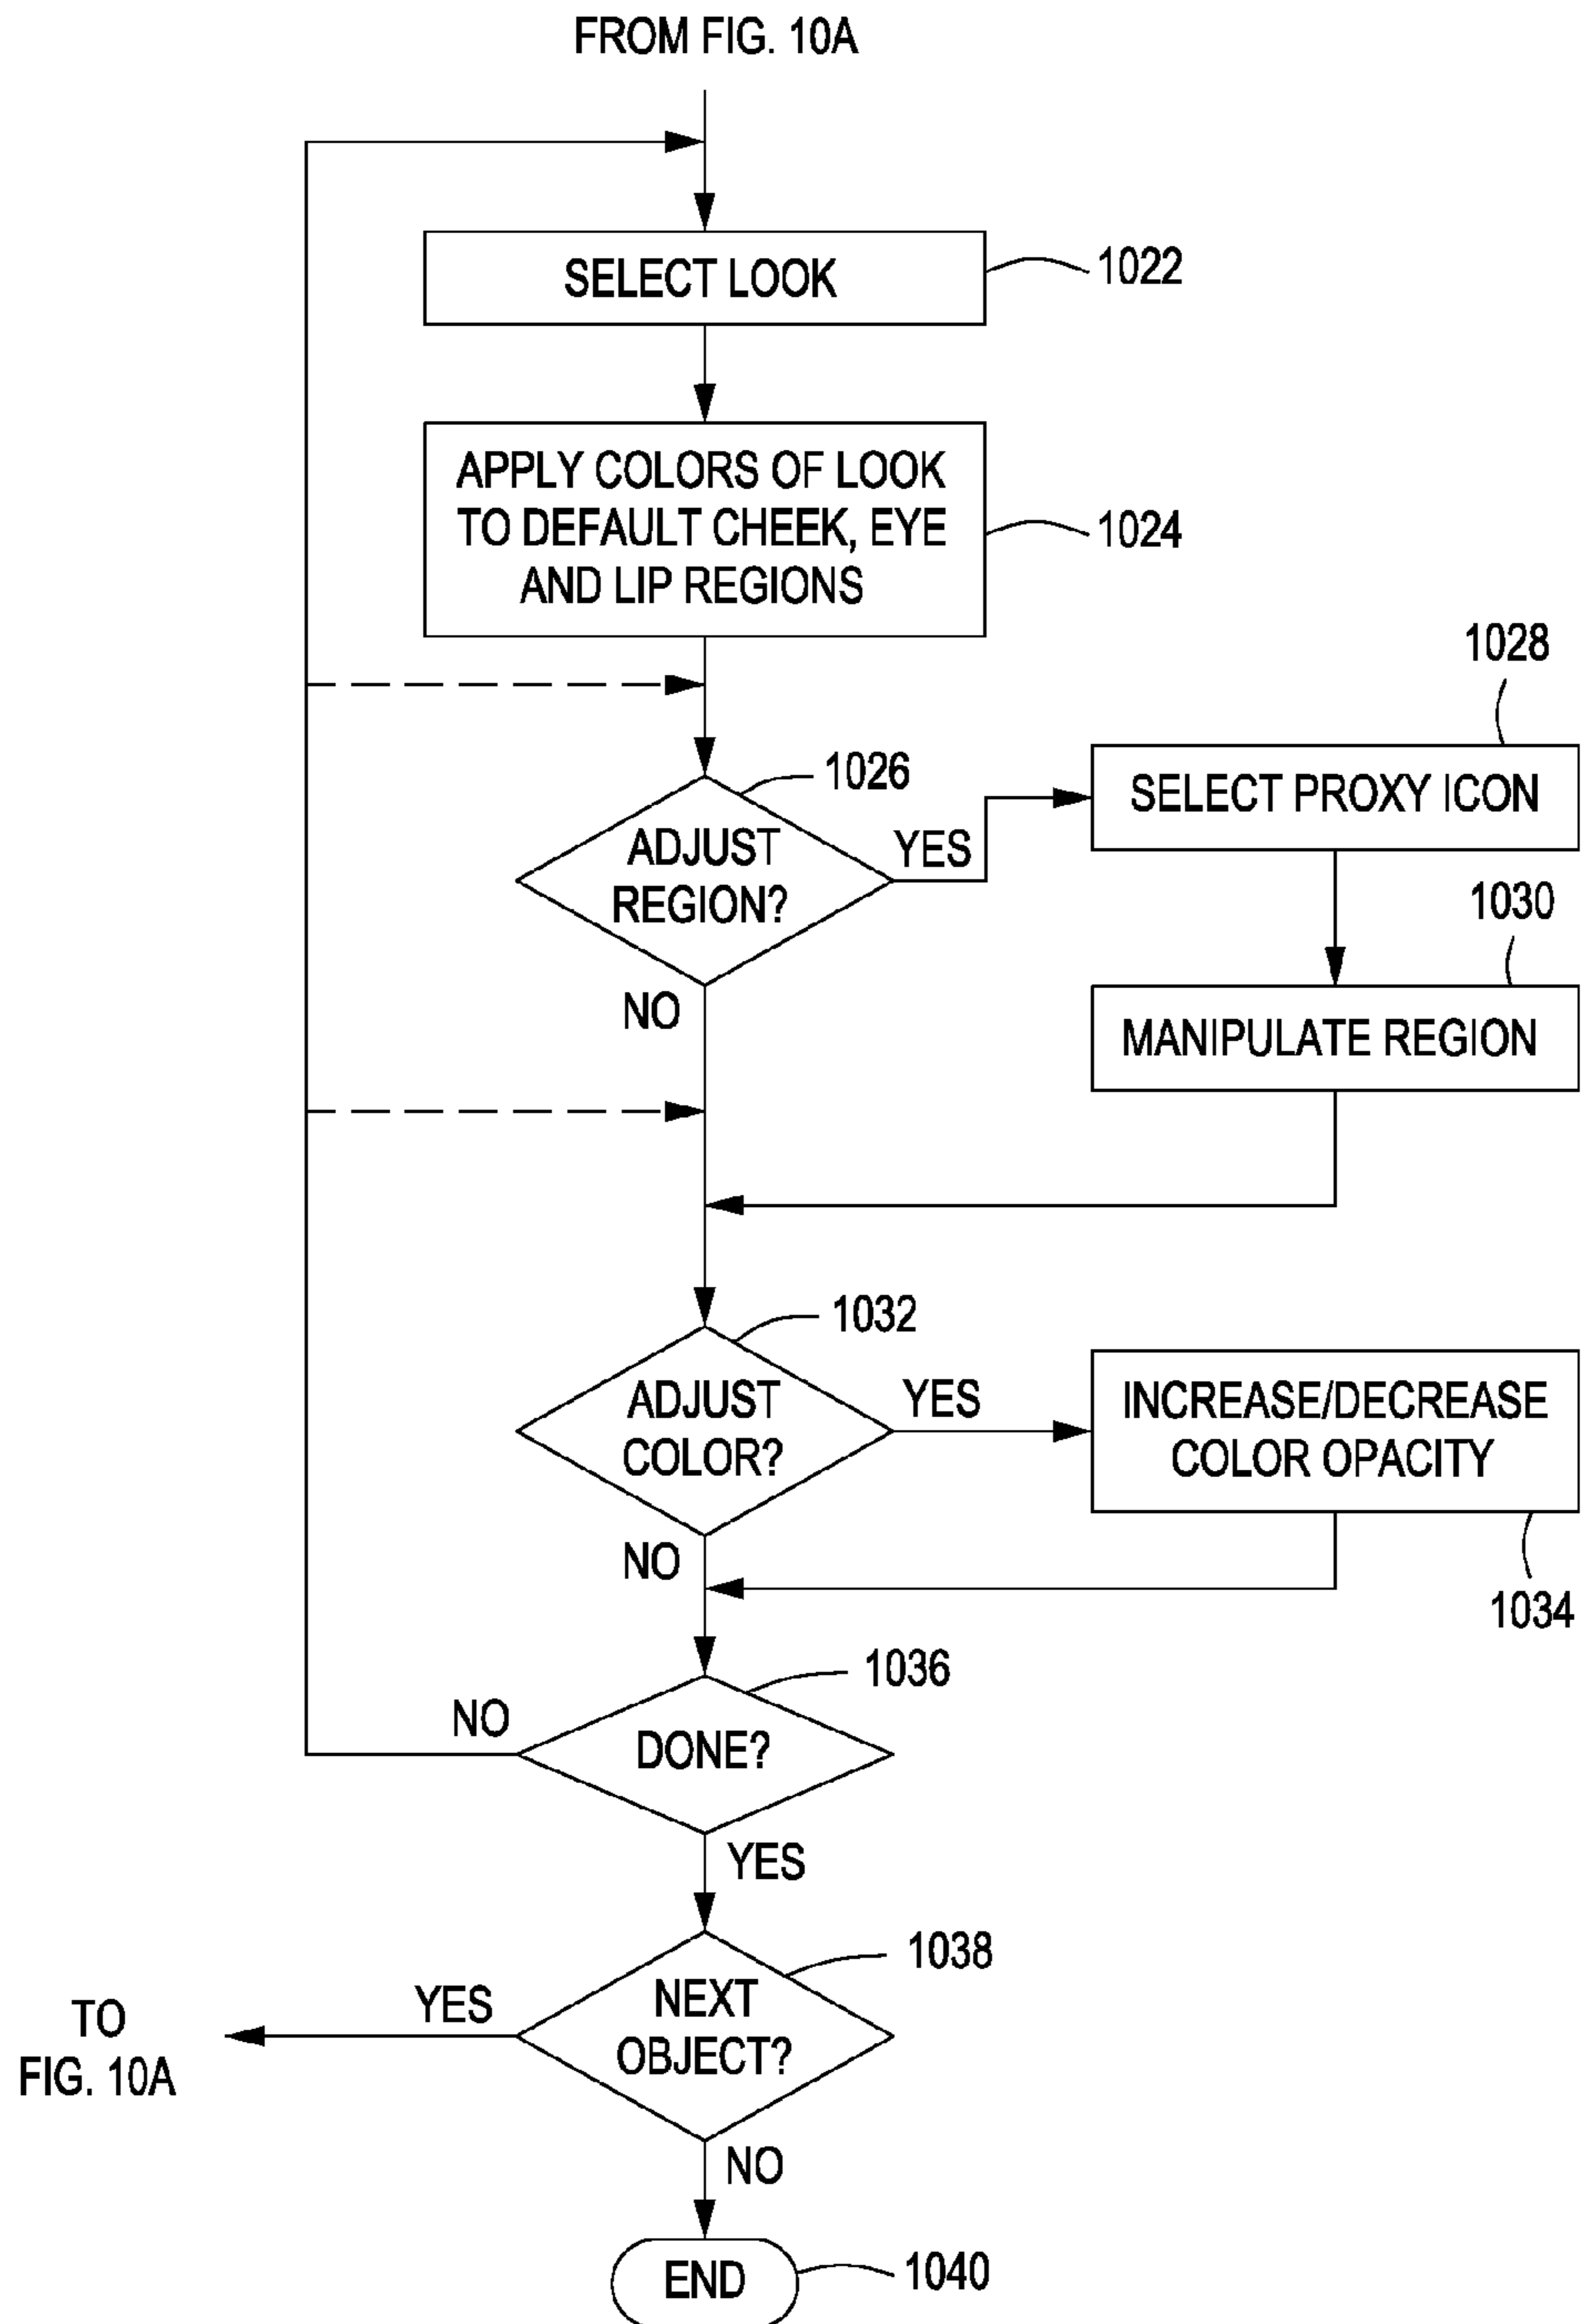 FROM FIG. 10A
SELECT LOOK
1022
APPLY COLORS OF LOOK
TO DEFAULT CHEEK, EYE
AND LIP REGIONS
1024
1026
ADJUST
REGION?
YES
NO
1028
SELECT PROXY ICON
1030
MANIPULATE REGION
1032
ADJUST
COLOR?
YES
NO
INCREASE/DECREASE
COLOR OPACITY
1034
1036
DONE?
NO
YES
1038
NEXT
OBJECT?
YES
TO
FIG. 10A
NO
END
1040